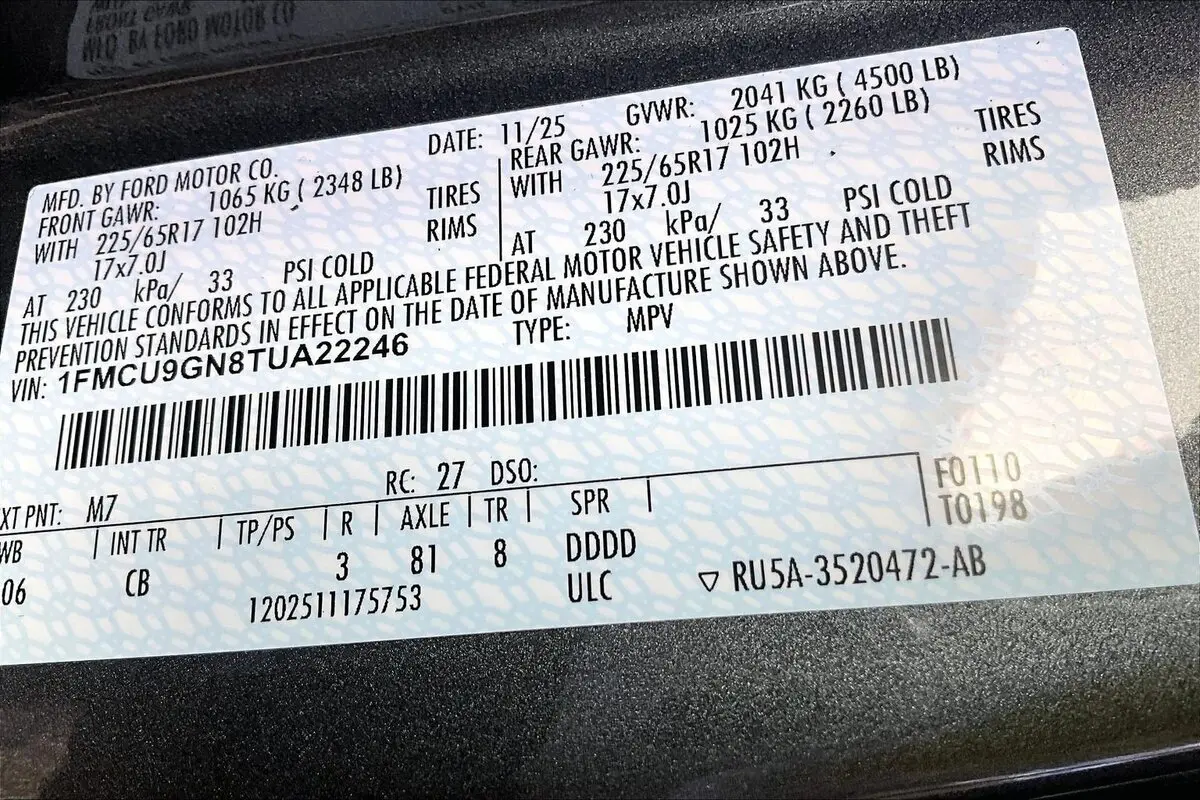 MFD. BY FORD MOTOR CO.
DATE: 11/25
GVWR: 2041 KG ( 4500 LB)
FRONT GAWR: 1065 KG ( 2348 LB)
WITH 225/65R17 102H TIRES
17x7.0J RIMS
AT 230 kPa/ 33 PSI COLD
REAR GAWR: 1025 KG ( 2260 LB)
WITH 225/65R17 102H TIRES
17x7.0J RIMS
AT 230 kPa/ 33 PSI COLD
THIS VEHICLE CONFORMS TO ALL APPLICABLE FEDERAL MOTOR VEHICLE SAFETY AND THEFT
PREVENTION STANDARDS IN EFFECT ON THE DATE OF MANUFACTURE SHOWN ABOVE.
VIN: 1FMCU9GN8TUA22246 TYPE: MPV
XT PNT: M7 RC: 27 DSO:
WB INT TR TP/PS R AXLE TR SPR
06 CB 3 81 8 DDDD
1202511175753 ULC
F0110
T0198
▽ RU5A-3520472-AB